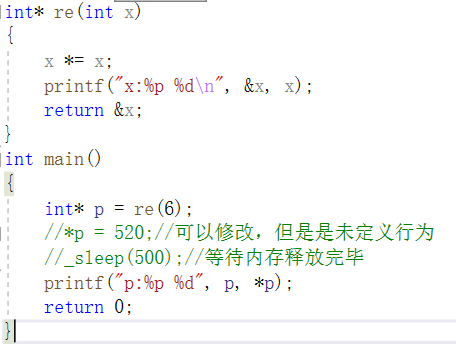 int* re(int x)
{
x *= x;
printf("x:%p %d\n", &x, x);
return &x;
}
int main()
{
int* p = re(6);
//*p = 520;//可以修改，但是是未定义行为
//_sleep(500);//等待内存释放完毕
printf("p:%p %d", p, *p);
return 0;
}